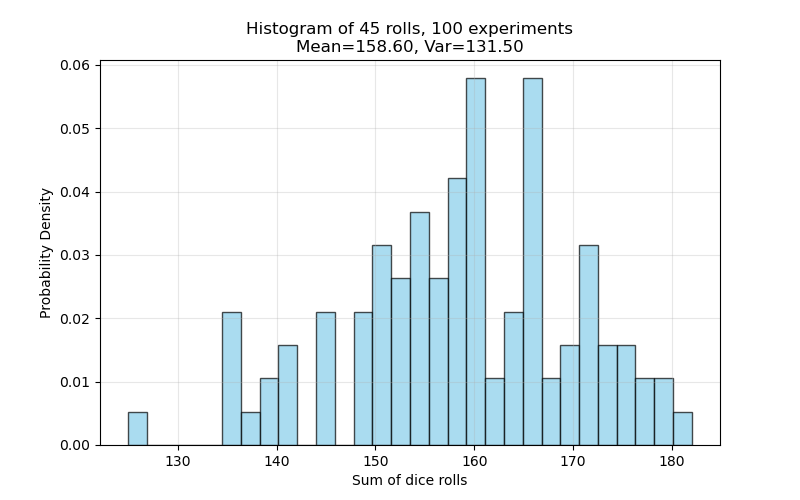 Histogram of 45 rolls, 100 experiments
Mean=158.60, Var=131.50
0.06
0.05
0.04
0.03
0.02
0.01
0.00
Probability Density
130 140 150 160 170 180
Sum of dice rolls